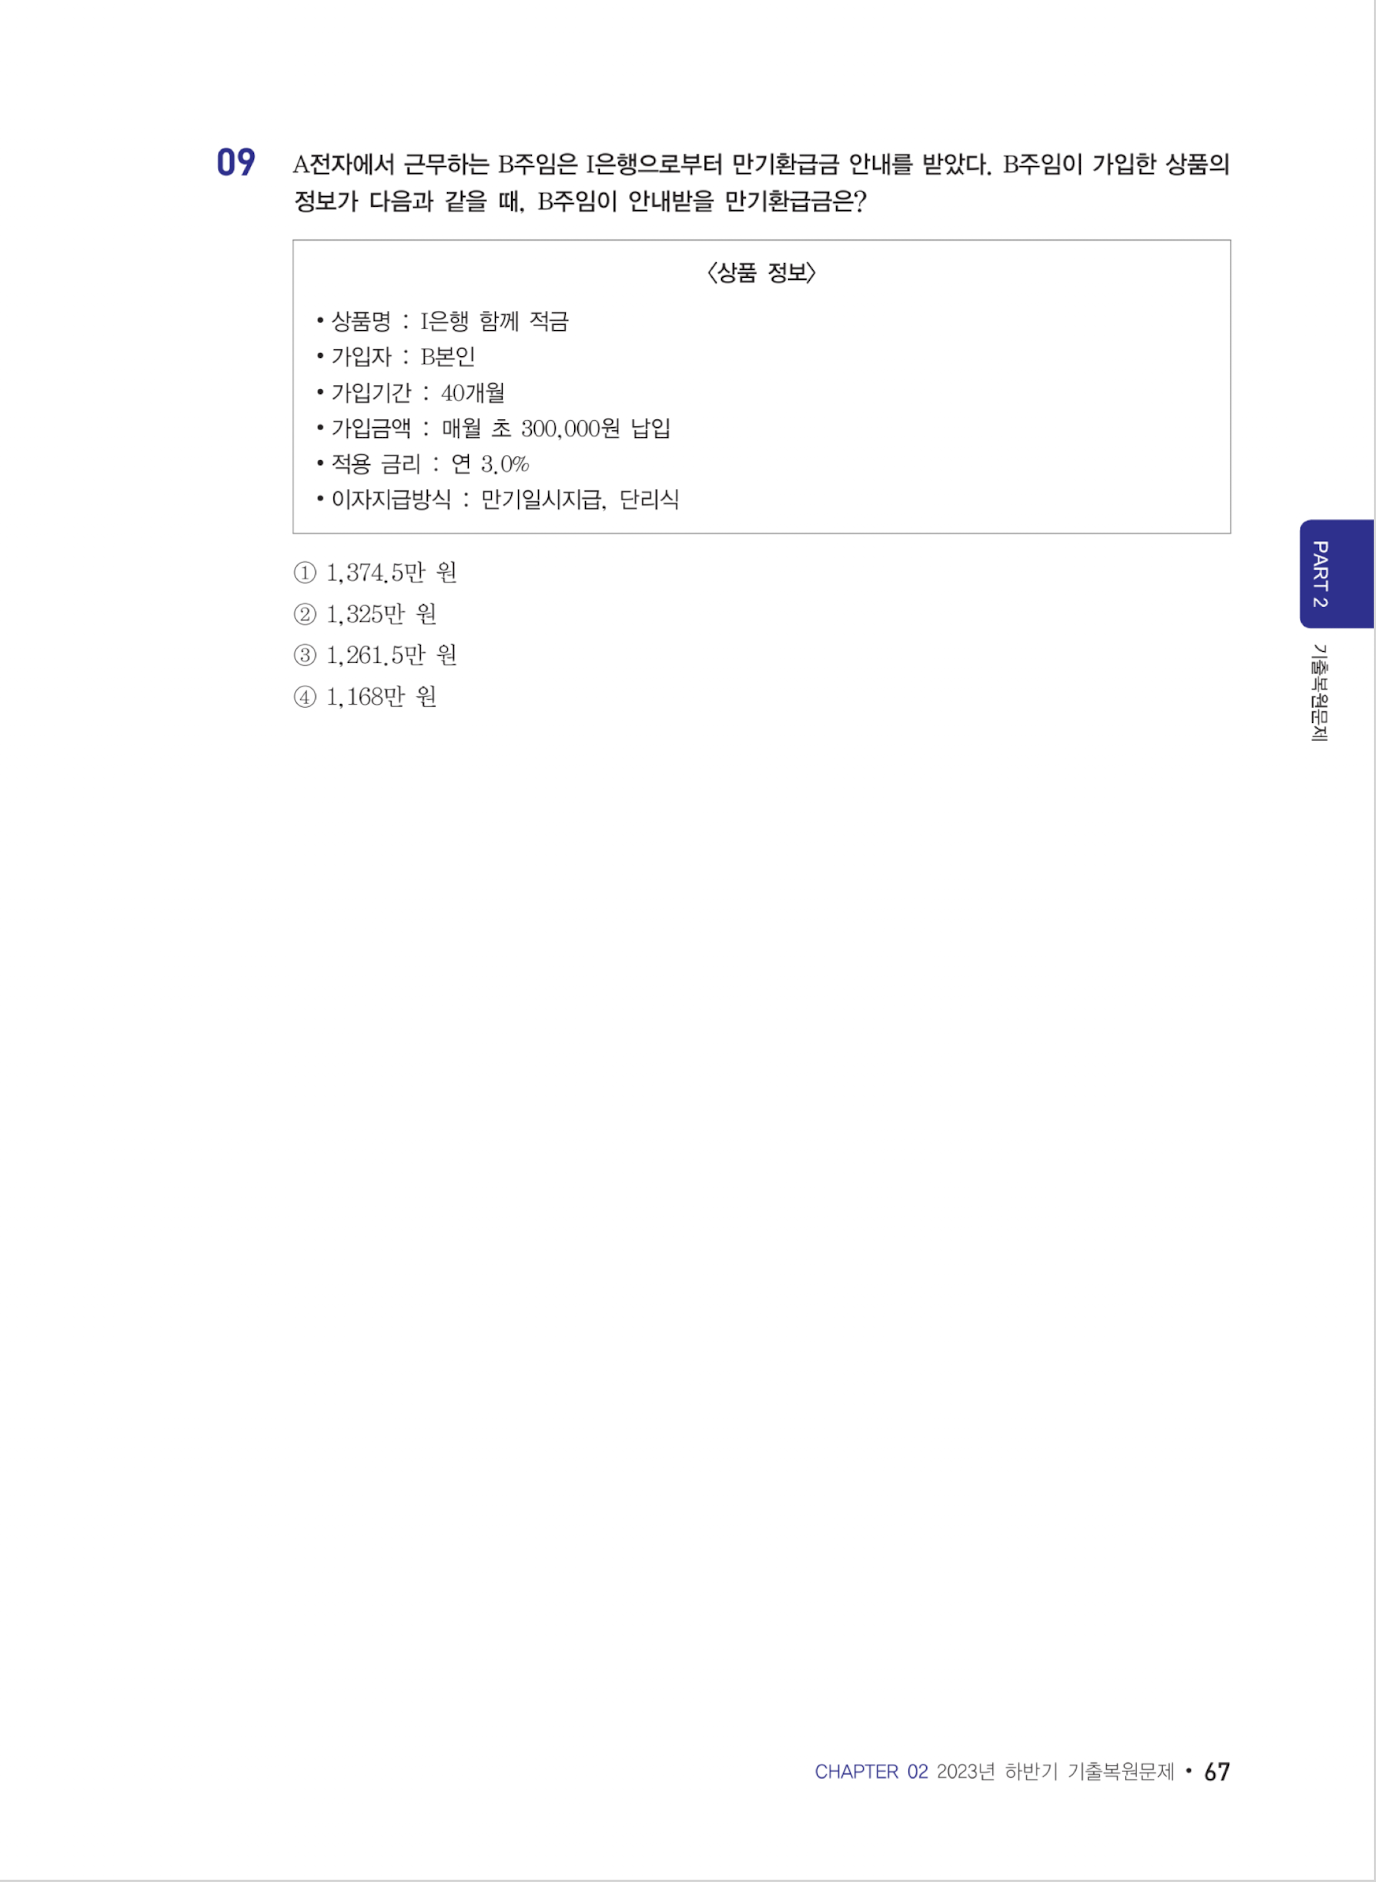 09
A전자에서 근무하는 B주임은 I은행으로부터 만기환급금 안내를 받았다. B주임이 가입한 상품의
정보가 다음과 같을 때, B주임이 안내받을 만기환급금은?
〈상품 정보〉
• 상품명 : I은행 함께 적금
• 가입자 : B본인
• 가입기간 : 40개월
• 가입금액 : 매월 초 300,000원 납입
• 적용 금리 : 연 3.0%
• 이자지급방식 : 만기일시지급, 단리식
① 1,374.5만 원
② 1,325만 원
③ 1,261.5만 원
④ 1,168만 원
PART 2
기출복원문제
CHAPTER 02 2023년 하반기 기출복원문제 • 67